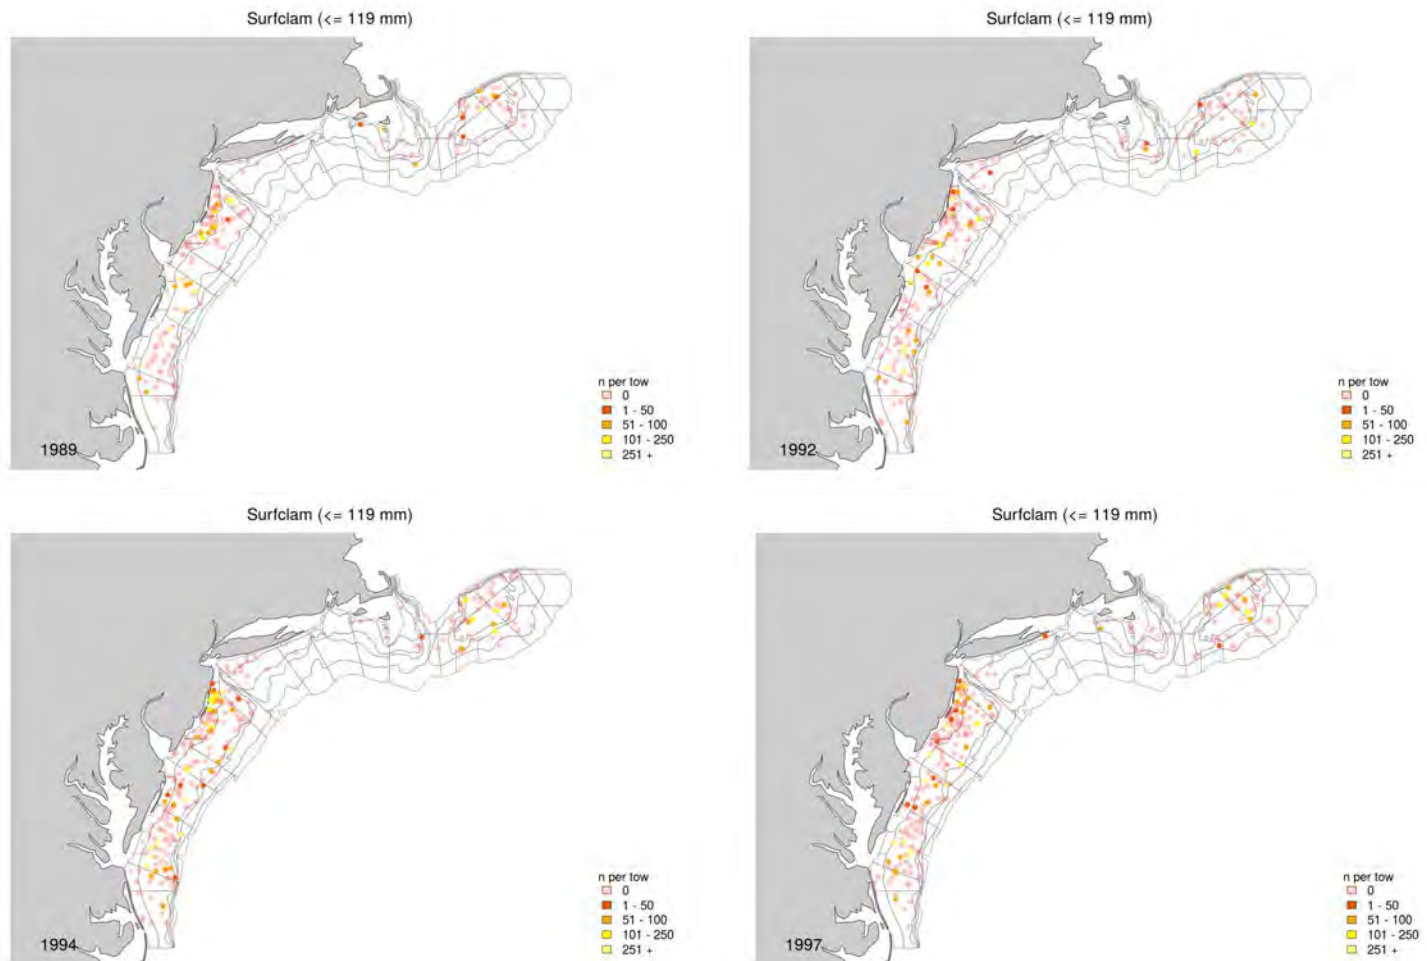 Surfclam (<= 119 mm)
n per tow
0
1 - 50
51 - 100
101 - 250
251 +
1989
Surfclam (<= 119 mm)
n per tow
0
1 - 50
51 - 100
101 - 250
251 +
1992
Surfclam (<= 119 mm)
n per tow
0
1 - 50
51 - 100
101 - 250
251 +
1994
Surfclam (<= 119 mm)
n per tow
0
1 - 50
51 - 100
101 - 250
251 +
1997